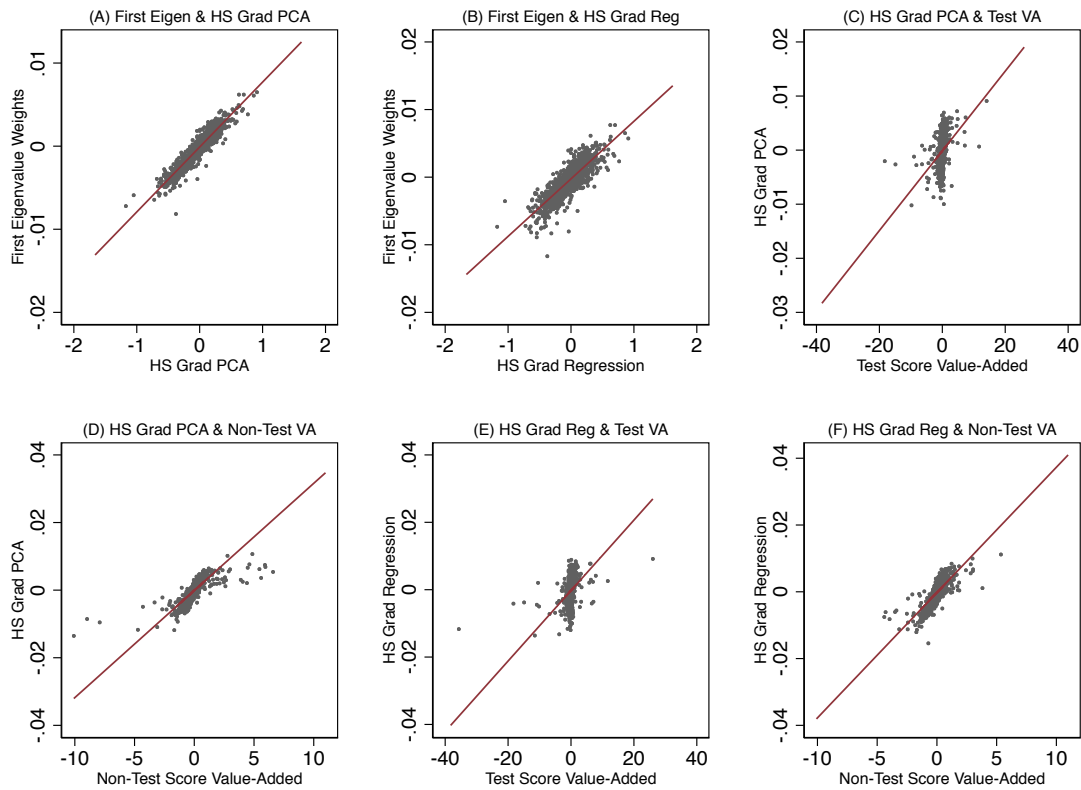 (A) First Eigen & HS Grad PCA
First Eigenvalue Weights
.01
0
-.01
-.02
-2 -1 0 1 2
HS Grad PCA
(B) First Eigen & HS Grad Reg
First Eigenvalue Weights
.02
.01
0
-.01
-.02
-2 -1 0 1 2
HS Grad Regression
(C) HS Grad PCA & Test VA
HS Grad PCA
.02
.01
0
-.01
-.02
-.03
-40 -20 0 20 40
Test Score Value-Added
(D) HS Grad PCA & Non-Test VA
HS Grad PCA
.04
.02
0
-.02
-.04
-10 -5 0 5 10
Non-Test Score Value-Added
(E) HS Grad Reg & Test VA
HS Grad Regression
.04
.02
0
-.02
-.04
-40 -20 0 20 40
Test Score Value-Added
(F) HS Grad Reg & Non-Test VA
HS Grad Regression
.04
.02
0
-.02
-.04
-10 -5 0 5 10
Non-Test Score Value-Added